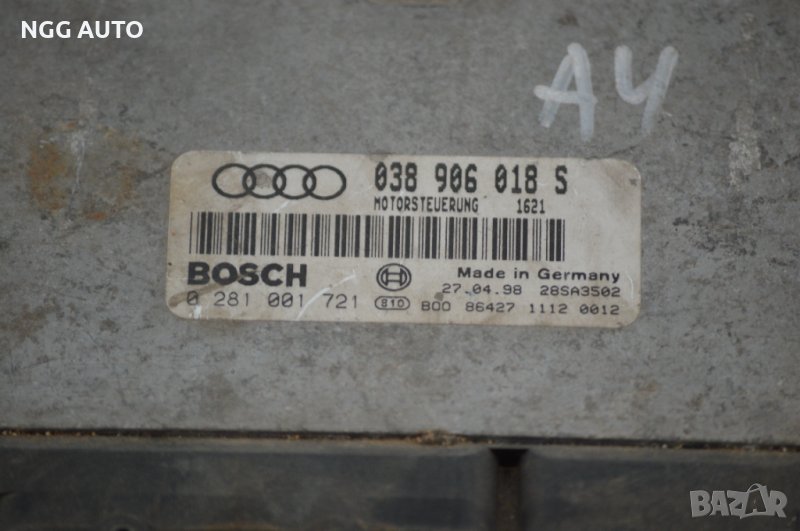 NGG AUTO
A4
038 906 018 S
MOTORSTEUERUNG 1621
BOSCH
Made in Germany
27.04.98 28SA3502
0 281 001 721 810 800 86427 1112 0012
BAZAR